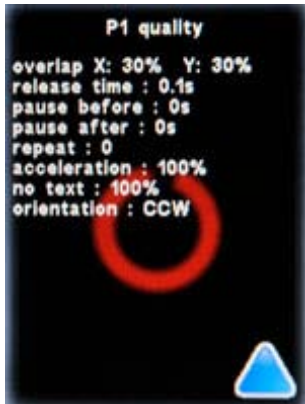 P1 quality
overlap X: 30% Y: 30%
release time : 0.1s
pause before : 0s
pause after : 0s
repeat : 0
acceleration : 100%
no text : 100%
orientation : CCW